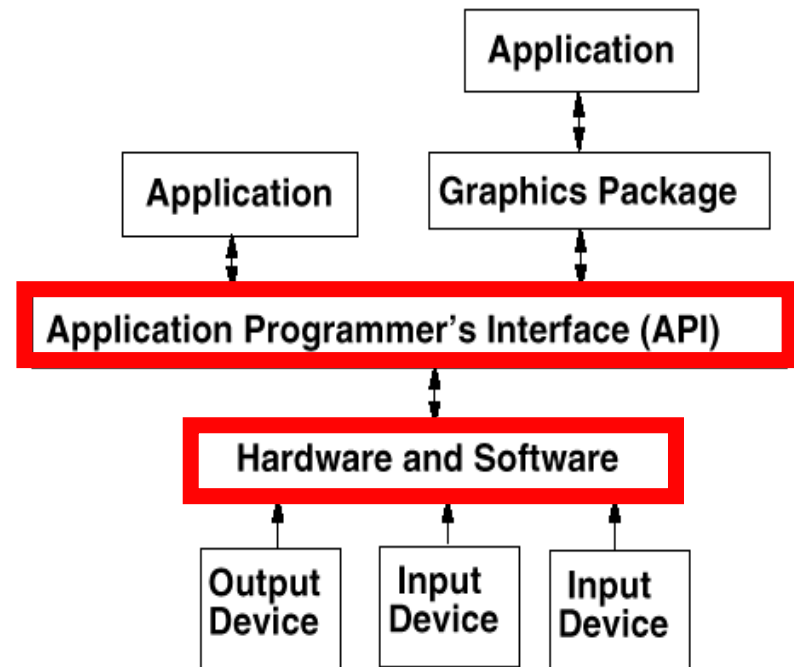 Application
Application
Graphics Package
Application Programmer's Interface (API)
Hardware and Software
Output
Device
Input
Device
Input
Device